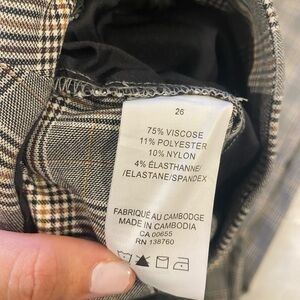 26
75% VISCOSE
11% POLYESTER
10% NYLON
4% ÉLASTHANNE/
/ELASTANE/SPANDEX
FABRIQUÉ AU CAMBODGE
MADE IN CAMBODIA
CA 00655
RN 138760